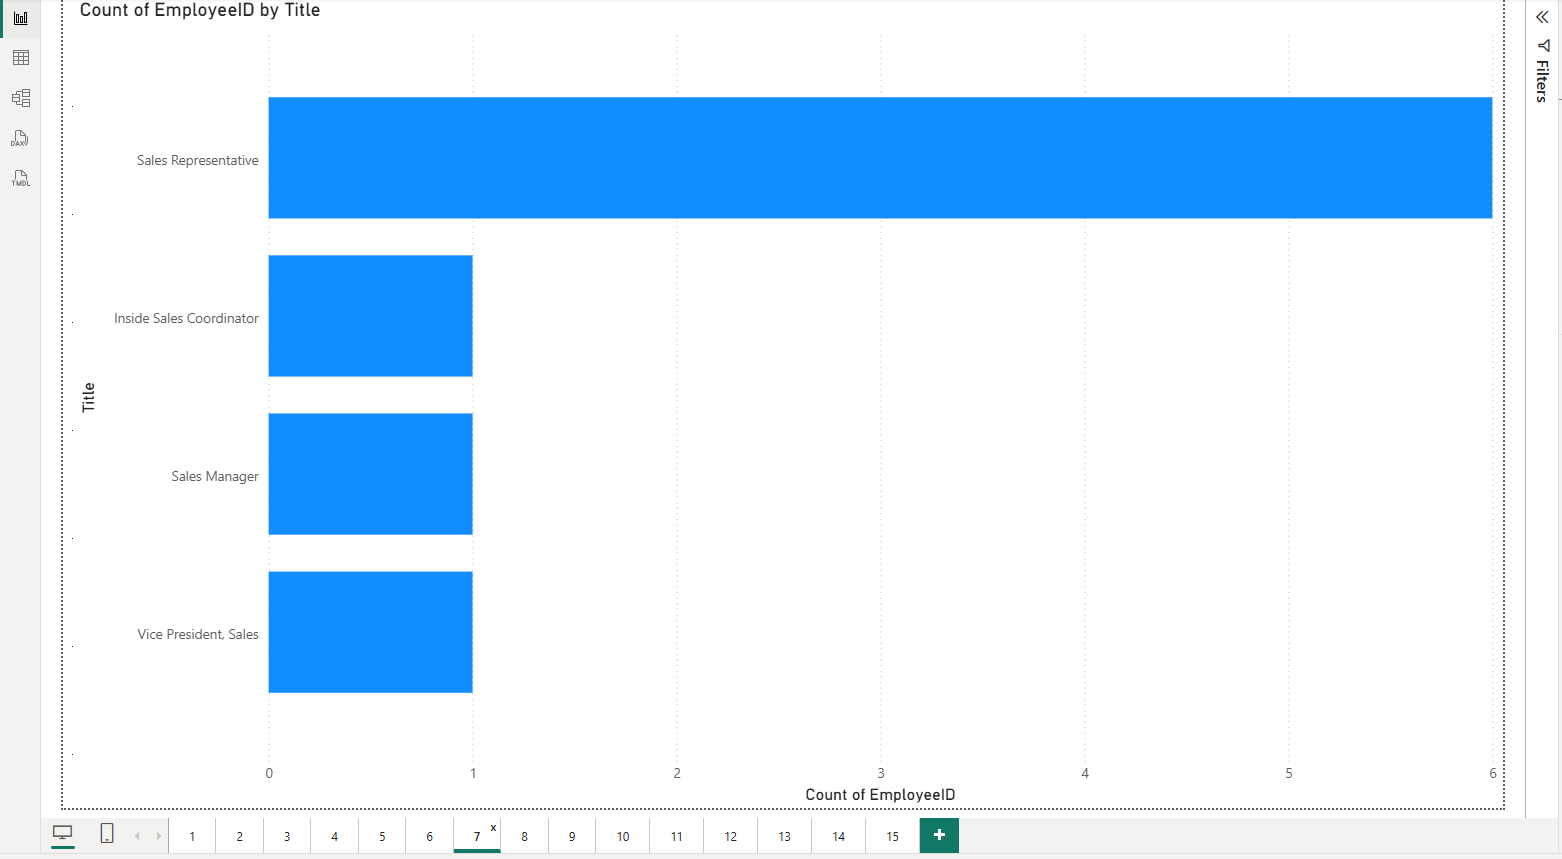 Count of EmployeeID by Title
Filters
DAX
TMDL
Title
Sales Representative
Inside Sales Coordinator
Sales Manager
Vice President, Sales
0 1 2 3 4 5 6
Count of EmployeeID
1 2 3 4 5 6 7 x 8 9 10 11 12 13 14 15 +